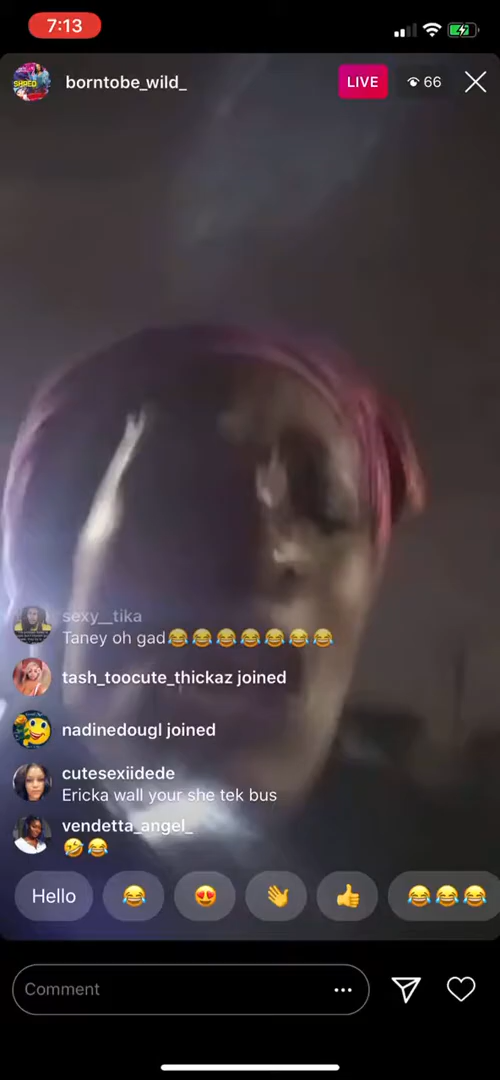 7:13
borntobe_wild_
LIVE
66
SHRED
sexy__tika
Taney oh gad😂😂😂😂😂😂😂
tash_toocute_thickaz joined
nadinedougl joined
cutesexiidede
Ericka wall your she tek bus
vendetta_angel_
🤣😂
Hello 😂 😍 👋 👍 😂😂😂
Comment